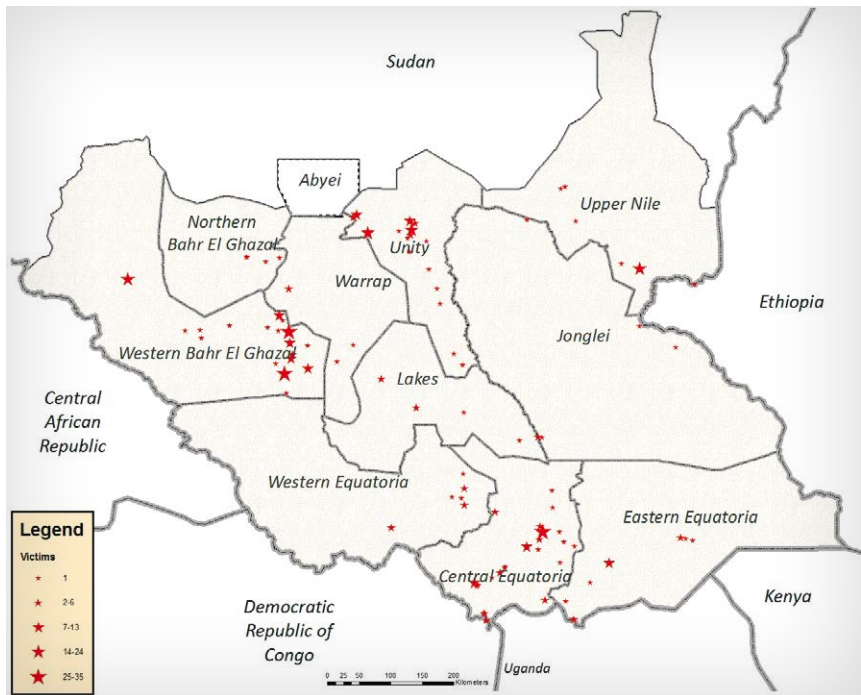 Sudan
Abyei
Upper Nile
Northern
Bahr El Ghazal
Unity
Warrap
Ethiopia
Jonglei
Western Bahr El Ghazal
Lakes
Central
African
Republic
Western Equatoria
Eastern Equatoria
Central Equatoria
Kenya
Democratic
Republic of
Congo
Uganda
Legend
Victims
1
2-6
7-13
14-24
25-35
0 25 50 100 150 200
Kilometers